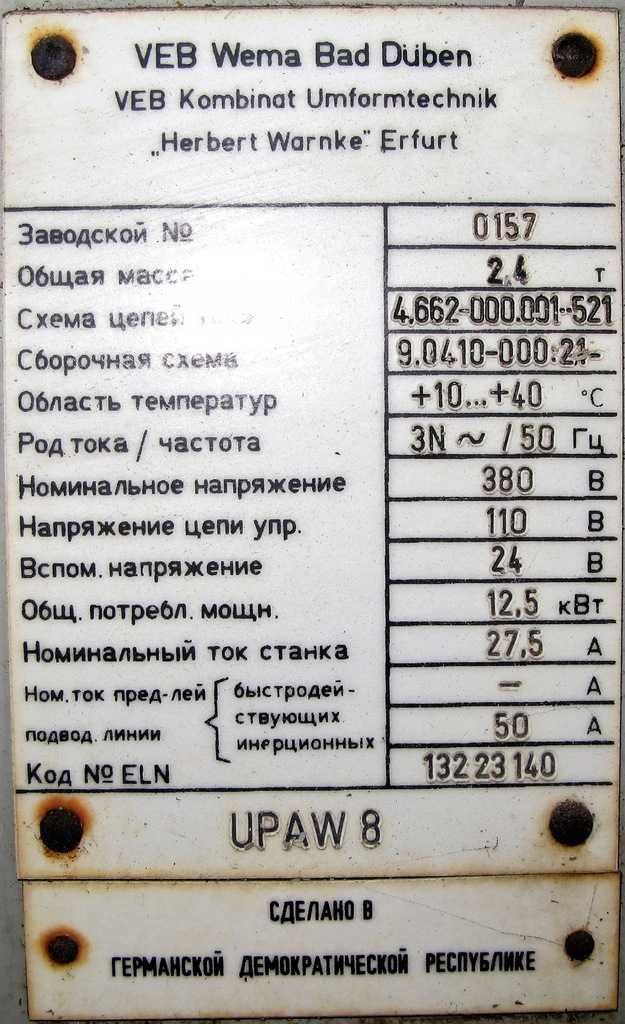 VEB Wema Bad Düben
VEB Kombinat Umformtechnik
„Herbert Warnke" Erfurt
Заводской № 0157
Общая масса 2,4 т
Схема цепей 4.662-000.001-521
Сборочная схема 9.0410-000:21-
Область температур +10...+40 °C
Род тока / частота 3N ~ / 50 Гц
Номинальное напряжение 380 В
Напряжение цепи упр. 110 В
Вспом. напряжение 24 В
Общ. потребл. мощн. 12,5 кВт
Номинальный ток станка 27,5 А
Ном. ток пред-лей быстродей- – А
подвод. линии ствующих 50 А
инерционных
Код № ELN 132 23 140
UPAW 8
СДЕЛАНО В
ГЕРМАНСКОЙ ДЕМОКРАТИЧЕСКОЙ РЕСПУБЛИКЕ